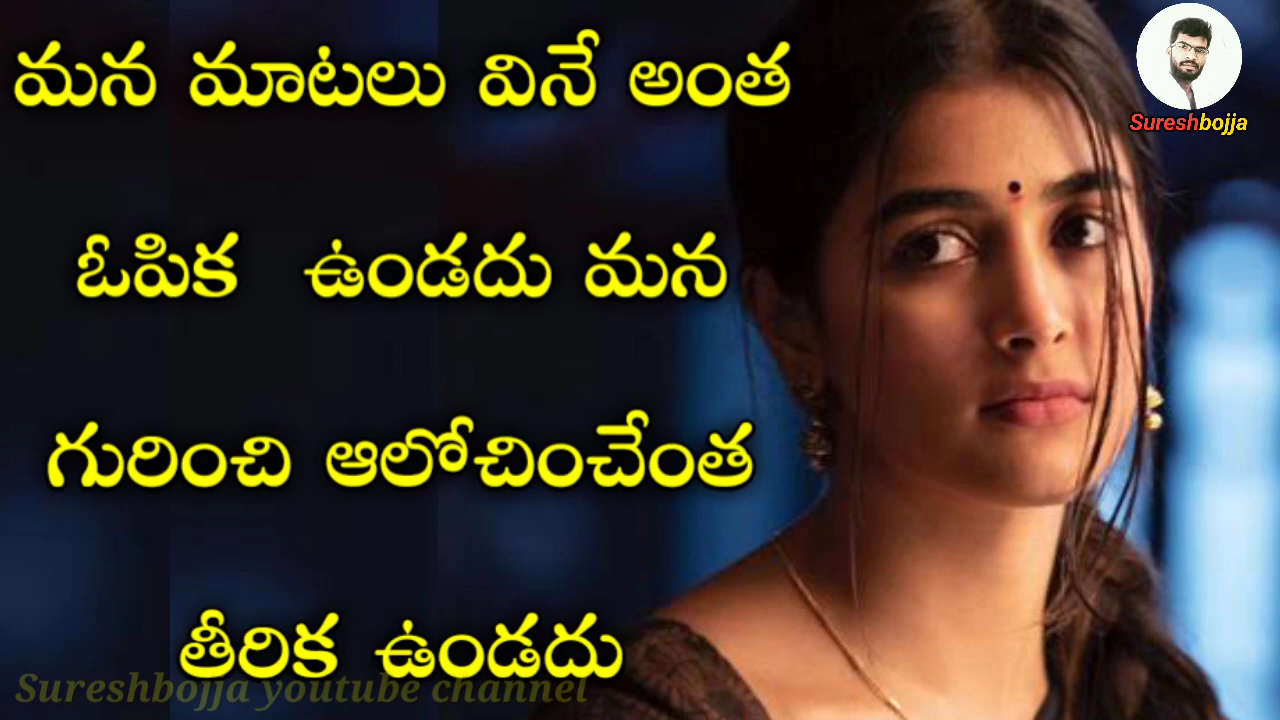 మన మాటలు వినే అంత
ఓపిక ఉండదు మన
గురించి ఆలోచించేంత
తీరిక ఉండదు
Sureshbojja
Sureshbojja youtube channel